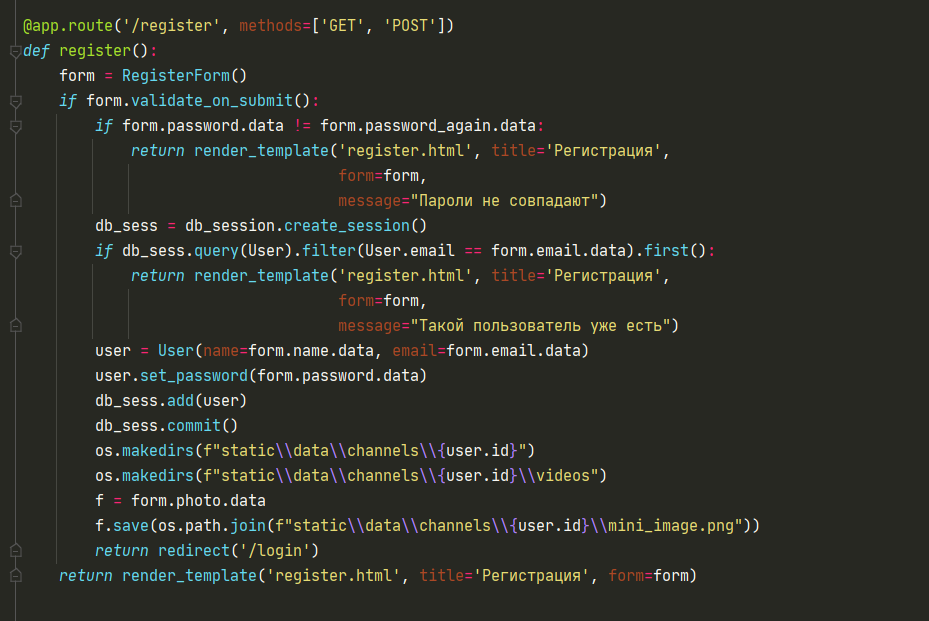 @app.route('/register', methods=['GET', 'POST'])
def register():
    form = RegisterForm()
    if form.validate_on_submit():
        if form.password.data != form.password_again.data:
            return render_template('register.html', title='Регистрация',
                                   form=form,
                                   message="Пароли не совпадают")
        db_sess = db_session.create_session()
        if db_sess.query(User).filter(User.email == form.email.data).first():
            return render_template('register.html', title='Регистрация',
                                   form=form,
                                   message="Такой пользователь уже есть")
        user = User(name=form.name.data, email=form.email.data)
        user.set_password(form.password.data)
        db_sess.add(user)
        db_sess.commit()
        os.makedirs(f"static\\data\\channels\\{user.id}")
        os.makedirs(f"static\\data\\channels\\{user.id}\\videos")
        f = form.photo.data
        f.save(os.path.join(f"static\\data\\channels\\{user.id}\\mini_image.png"))
        return redirect('/login')
    return render_template('register.html', title='Регистрация', form=form)